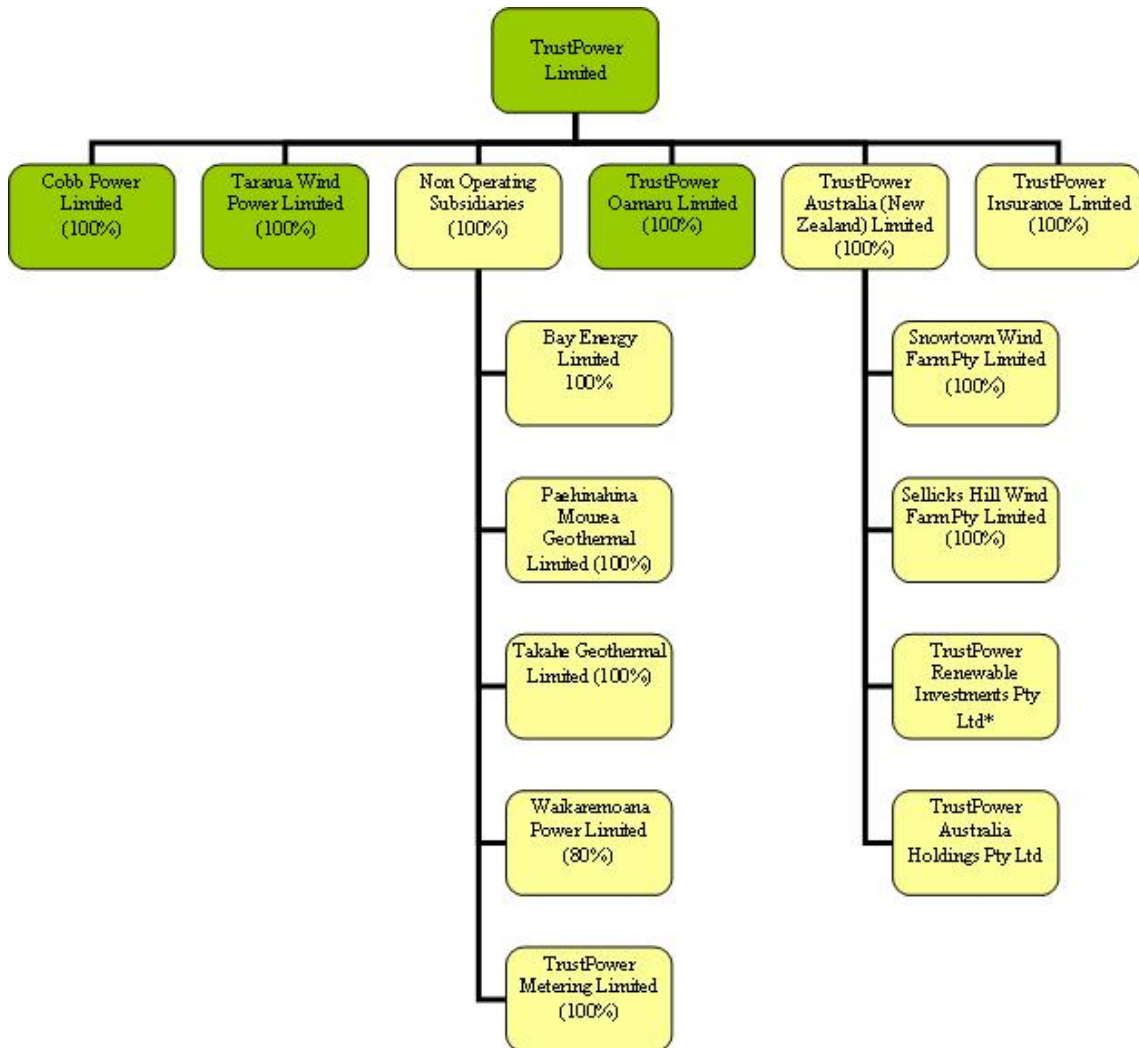 TrustPower
Limited
Cobb Power
Limited
(100%)
Tararua Wind
Power Limited
(100%)
Non Operating
Subsidiaries
(100%)
TrustPower
Oamaru Limited
(100%)
TrustPower
Australia (New
Zealand) Limited
(100%)
TrustPower
Insurance Limited
(100%)
Bay Energy
Limited
100%
Paehinahina
Mourea
Geothermal
Limited (100%)
Takahe Geothermal
Limited (100%)
Waikaremoana
Power Limited
(80%)
TrustPower
Metering Limited
(100%)
Snowtown Wind
Farm Pty Limited
(100%)
Sellicks Hill Wind
Farm Pty Limited
(100%)
TrustPower
Renewable
Investments Pty
Ltd*
TrustPower
Australia
Holdings Pty Ltd